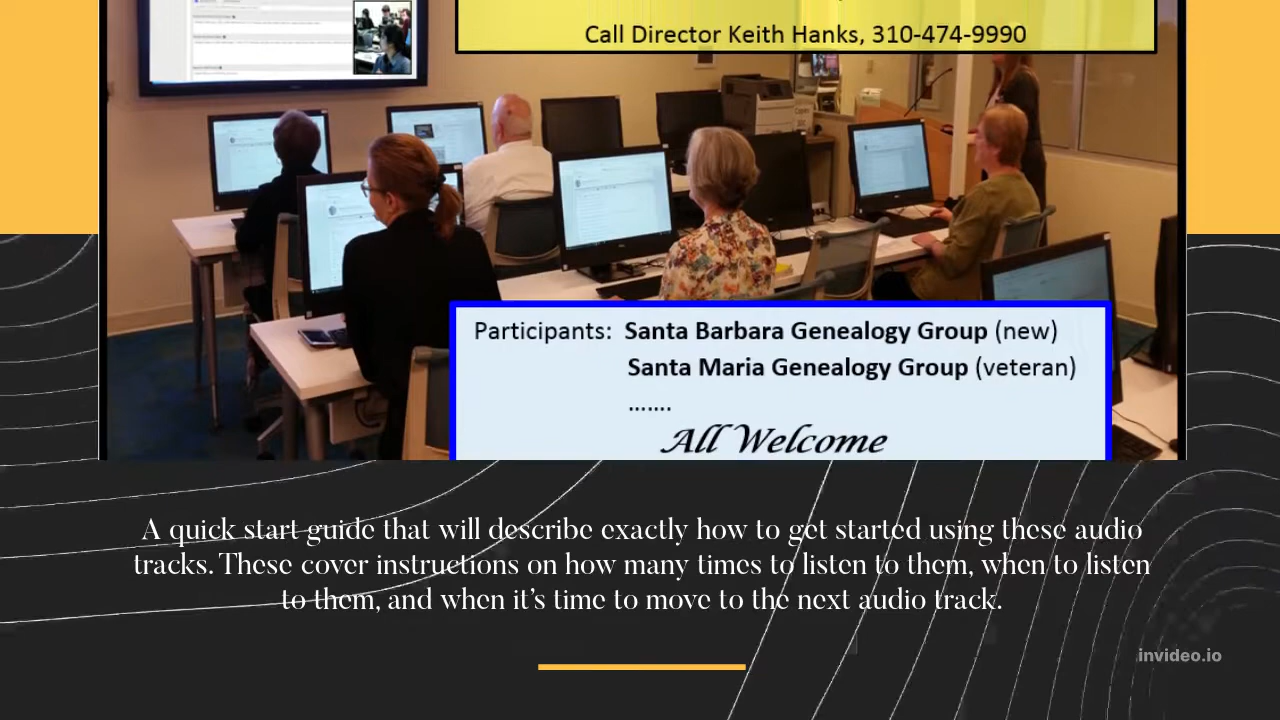 Call Director Keith Hanks, 310-474-9990
Participants: Santa Barbara Genealogy Group (new)
Santa Maria Genealogy Group (veteran)
.......
All Welcome
A quick start guide that will describe exactly how to get started using these audio
tracks. These cover instructions on how many times to listen to them, when to listen
to them, and when it's time to move to the next audio track.
invideo.io